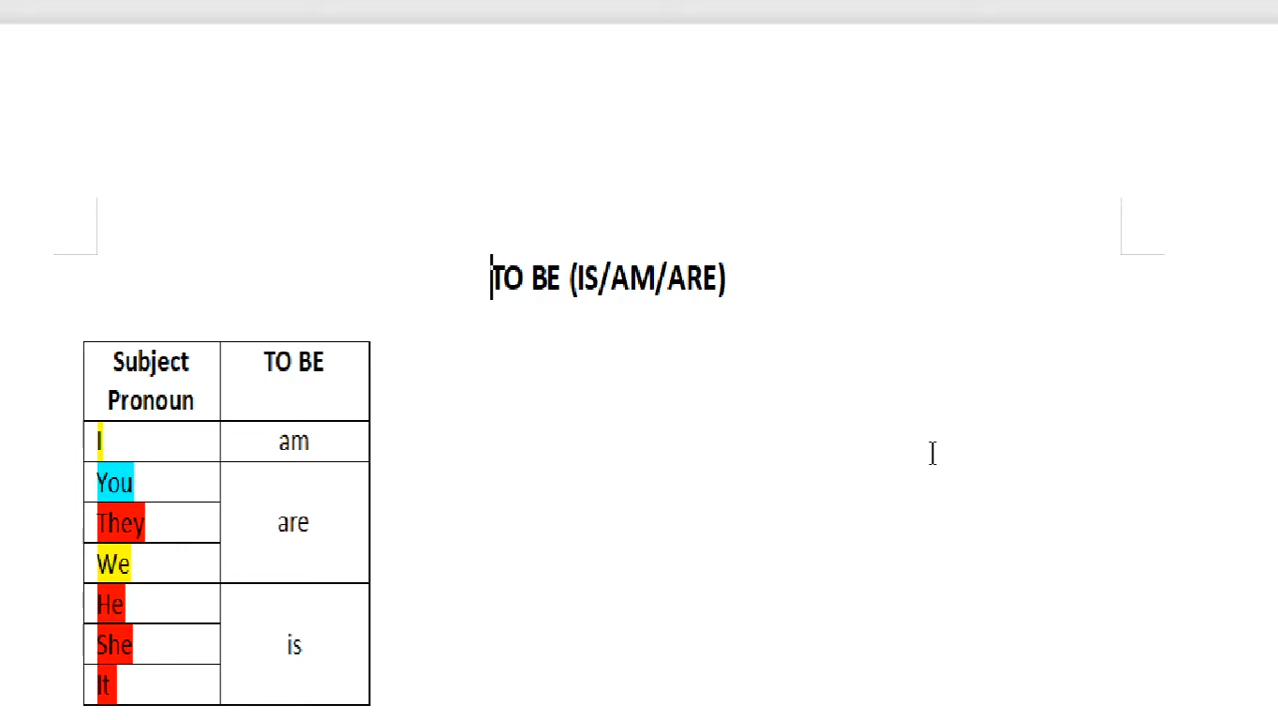 TO BE (IS/AM/ARE)
Subject Pronoun
TO BE
I
am
You
They
are
We
He
She
is
It